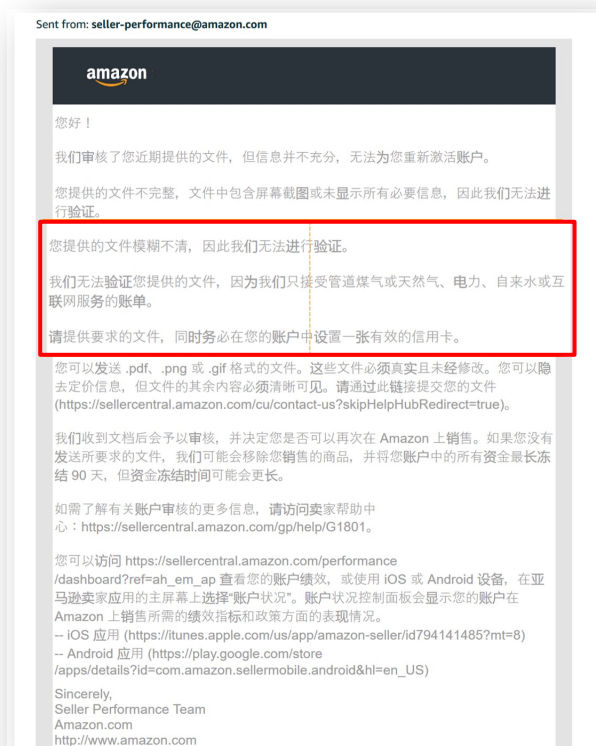 Sent from: seller-performance@amazon.com
amazon
您好！
我们审核了您近期提供的文件，但信息并不充分，无法为您重新激活账户。
您提供的文件不完整，文件中包含屏幕截图或未显示所有必要信息，因此我们无法进
行验证。
您提供的文件模糊不清，因此我们无法进行验证。
我们无法验证您提供的文件，因为我们只接受管道煤气或天然气、电力、自来水或互
联网服务的账单。
请提供要求的文件，同时务必在您的账户中设置一张有效的信用卡。
您可以发送 .pdf、.png 或 .gif 格式的文件。这些文件必须真实且未经修改。您可以隐
去定价信息，但文件的其余内容必须清晰可见。请通过此链接提交您的文件
(https://sellercentral.amazon.com/cu/contact-us?skipHelpHubRedirect=true)。
我们收到文档后会予以审核，并决定您是否可以再次在 Amazon 上销售。如果您没有
发送所要求的文件，我们可能会移除您销售的商品，并将您账户中的所有资金最长冻
结 90 天，但资金冻结时间可能会更长。
如需了解有关账户审核的更多信息，请访问卖家帮助中
心：https://sellercentral.amazon.com/gp/help/G1801。
您可以访问 https://sellercentral.amazon.com/performance
/dashboard?ref=ah_em_ap 查看您的账户绩效，或使用 iOS 或 Android 设备，在亚
马逊卖家应用的主屏幕上选择“账户状况”。账户状况控制面板会显示您的账户在
Amazon 上销售所需的绩效指标和政策方面的表现情况。
-- iOS 应用 (https://itunes.apple.com/us/app/amazon-seller/id794141485?mt=8)
-- Android 应用 (https://play.google.com/store
/apps/details?id=com.amazon.sellermobile.android&hl=en_US)
Sincerely,
Seller Performance Team
Amazon.com
http://www.amazon.com